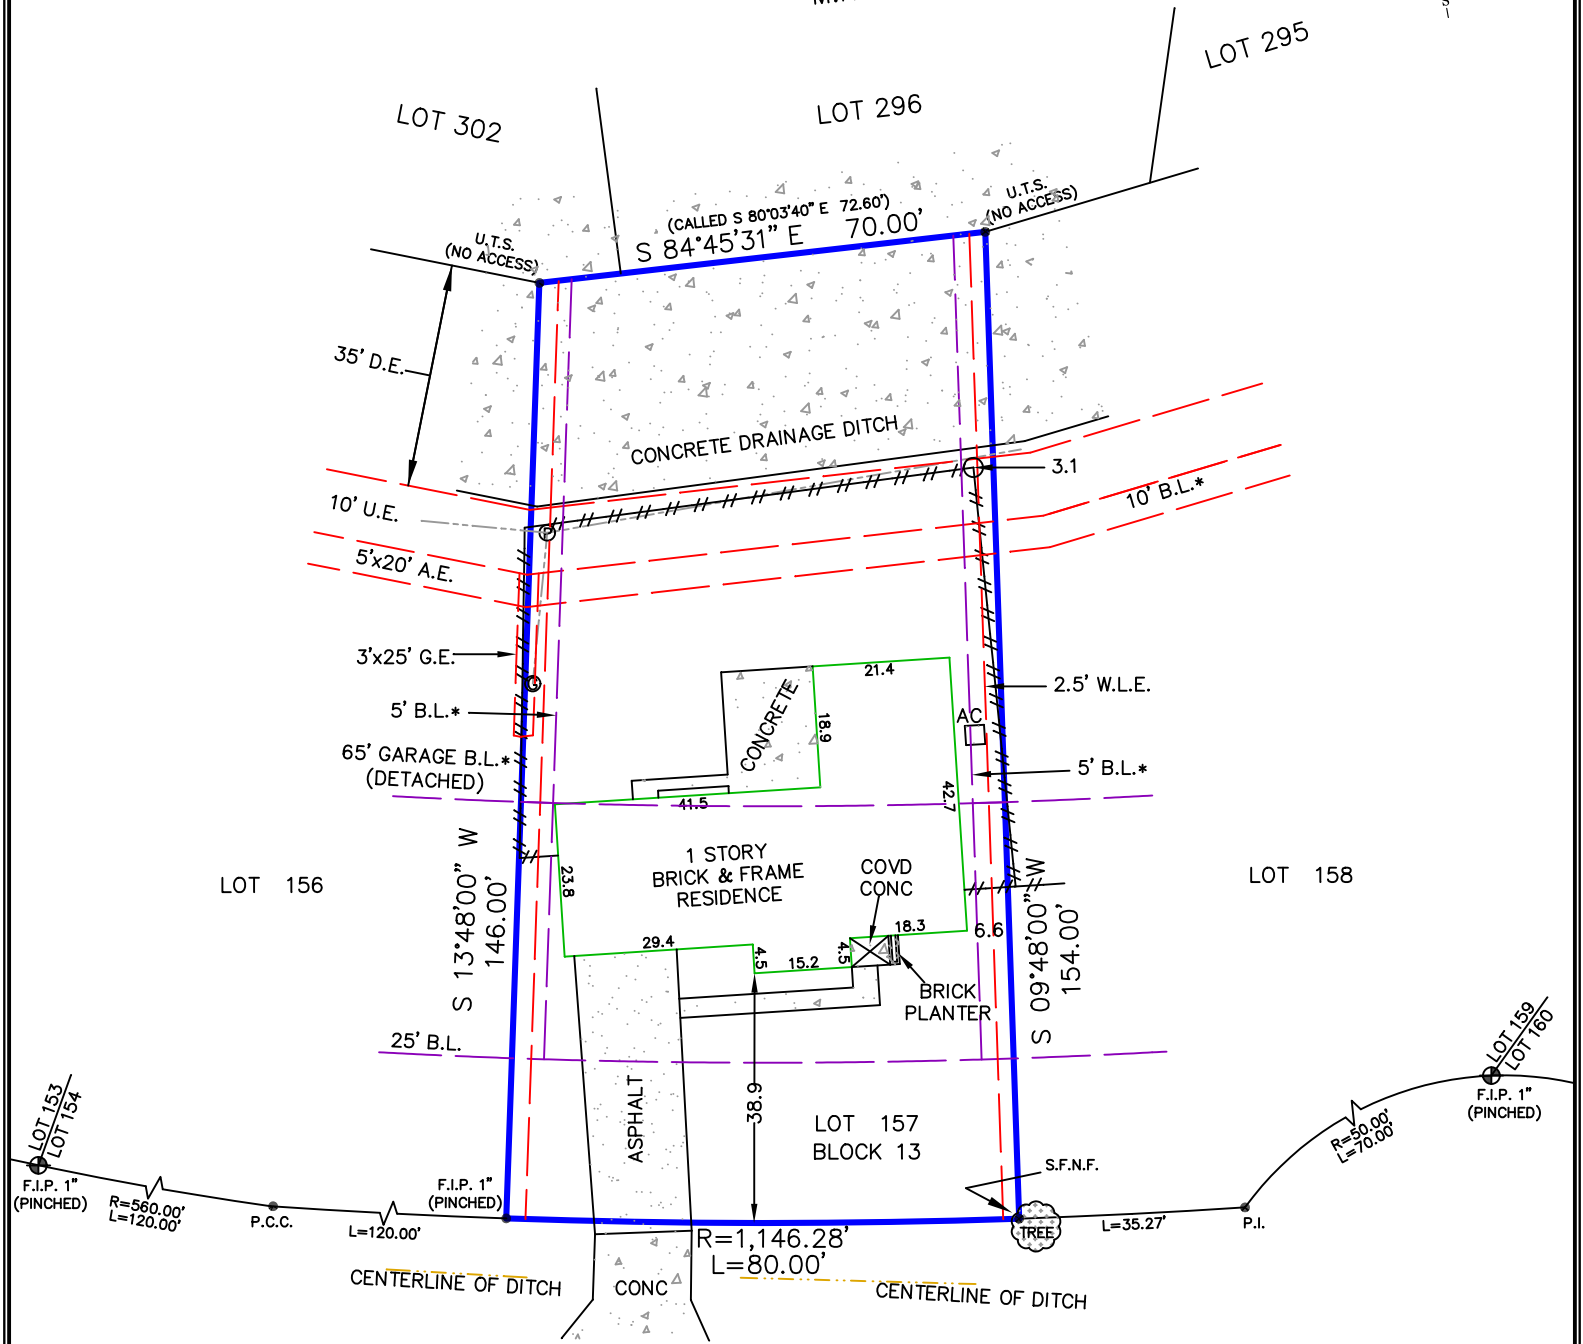 LOT 295
LOT 296
LOT 302
U.T.S.
(NO ACCESS)
(CALLED S 80°03'40" E 72.60')
S 84°45'31" E 70.00'
U.T.S.
(NO ACCESS)
35' D.E.
CONCRETE DRAINAGE DITCH
3.1
10' U.E.
10' B.L.*
P
5'x20' A.E.
3'x25' G.E.
G
21.4
2.5' W.L.E.
5' B.L.*
CONCRETE
18.9
AC
65' GARAGE B.L.*
(DETACHED)
5' B.L.*
41.5
42.7
1 STORY
BRICK & FRAME
RESIDENCE
COVD
CONC
23.8
LOT 156
LOT 158
S 13°48'00" W
146.00'
S 09°48'00" W
154.00'
29.4
4.5
15.2
4.5
18.3
6.6
BRICK
PLANTER
25' B.L.
38.9
ASPHALT
LOT 157
BLOCK 13
LOT 153
LOT 154
LOT 159
LOT 160
F.I.P. 1"
(PINCHED)
R=50.00'
L=70.00'
S.F.N.F.
F.I.P. 1"
(PINCHED)
R=560.00'
L=120.00'
P.C.C.
L=120.00'
F.I.P. 1"
(PINCHED)
TREE
L=35.27'
P.I.
R=1,146.28'
L=80.00'
CENTERLINE OF DITCH
CONC
CENTERLINE OF DITCH